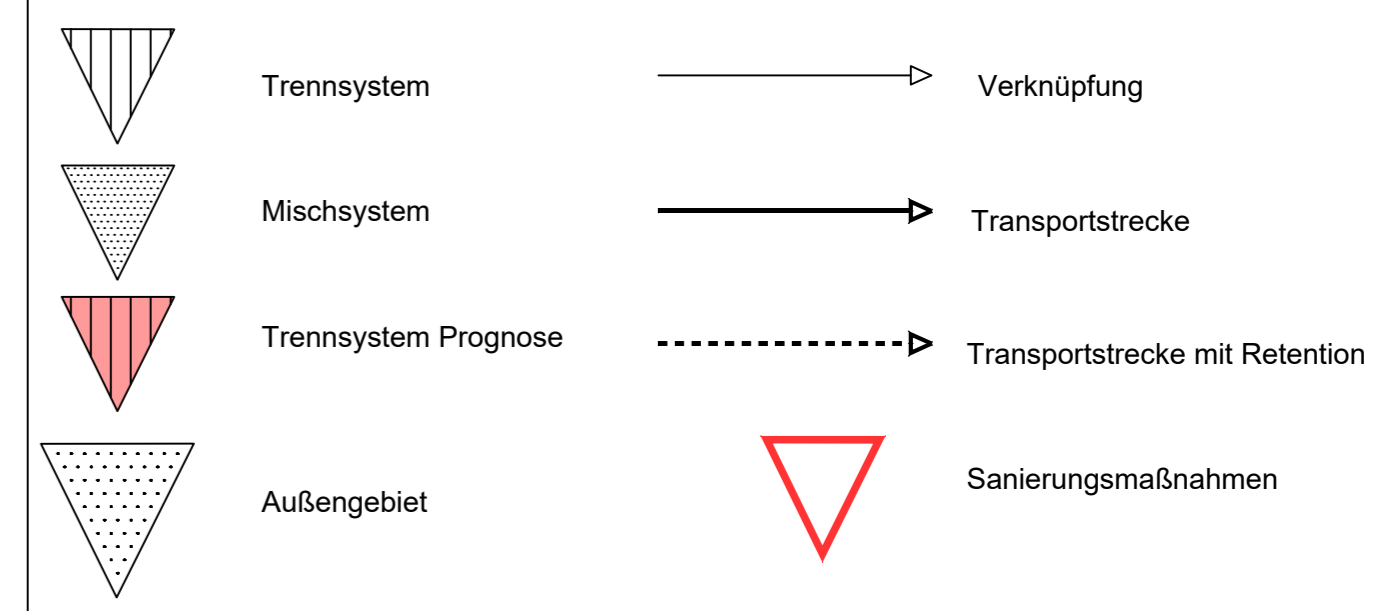 Trennsystem
Verknüpfung
Mischsystem
Transportstrecke
Trennsystem Prognose
Transportstrecke mit Retention
Außengebiet
Sanierungsmaßnahmen